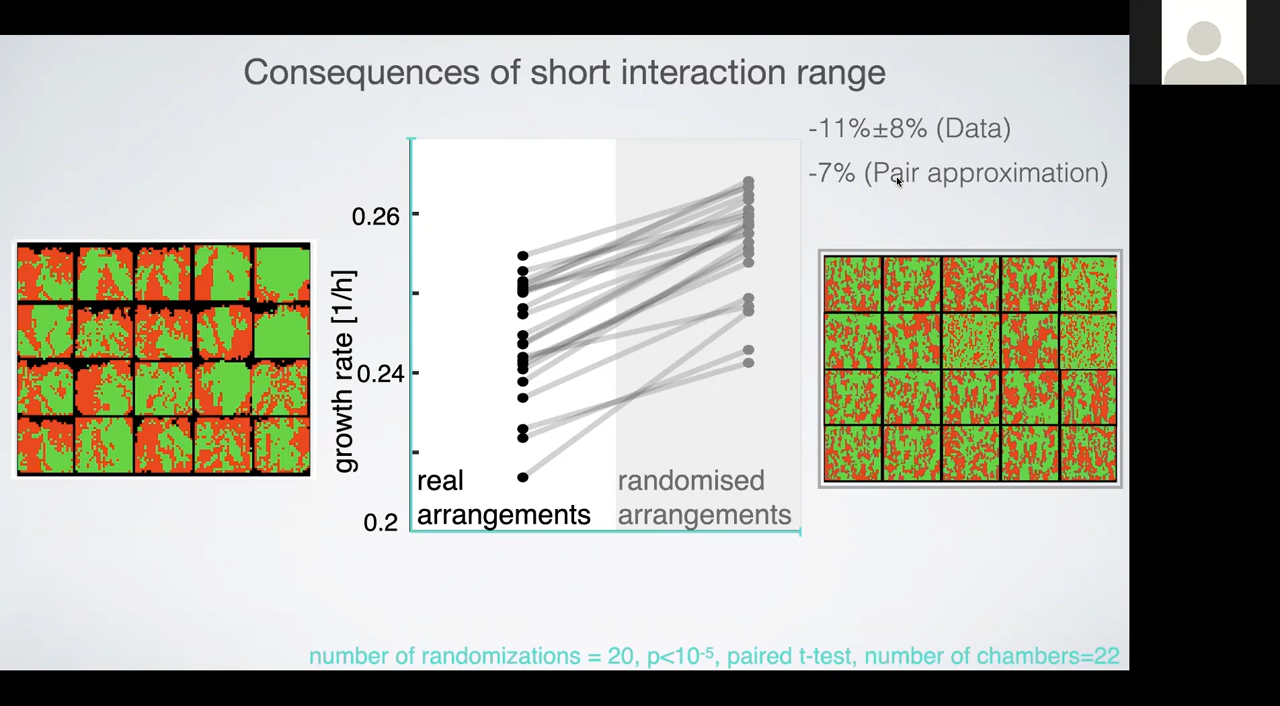 Consequences of short interaction range
-11%±8% (Data)
-7% (Pair approximation)
0.26
0.24
0.2
growth rate [1/h]
real
arrangements
randomised
arrangements
number of randomizations = 20, p<10⁻⁵, paired t-test, number of chambers=22